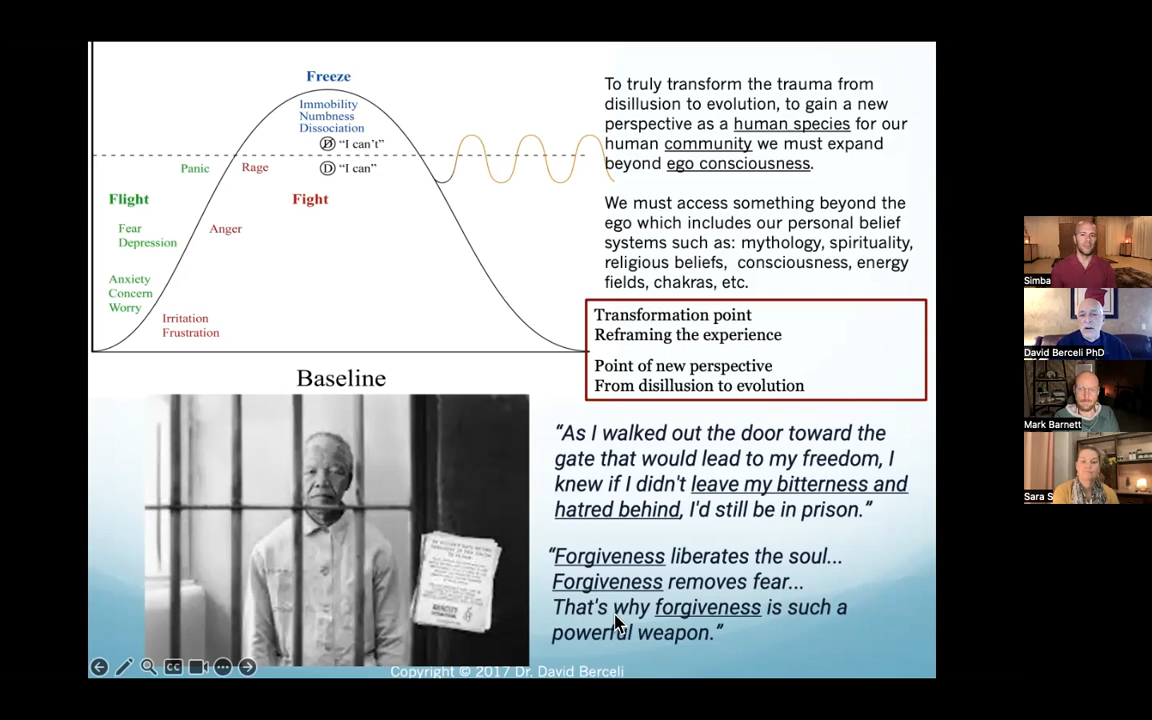 Freeze
Immobility
Numbness
Dissociation
D "I can't"
Panic
Rage
D "I can"
Flight
Fight
Fear
Depression
Anger
Anxiety
Concern
Worry
Irritation
Frustration
Baseline
To truly transform the trauma from
disillusion to evolution, to gain a new
perspective as a human species for our
human community we must expand
beyond ego consciousness.
We must access something beyond the
ego which includes our personal belief
systems such as: mythology, spirituality,
religious beliefs, consciousness, energy
fields, chakras, etc.
Transformation point
Reframing the experience
Point of new perspective
From disillusion to evolution
“As I walked out the door toward the
gate that would lead to my freedom, I
knew if I didn't leave my bitterness and
hatred behind, I'd still be in prison.”
“Forgiveness liberates the soul...
Forgiveness removes fear...
That's why forgiveness is such a
powerful weapon.”
CC
Copyright © 2017 Dr. David Berceli
Simba
David Berceli PhD
Mark Barnett
Sara S